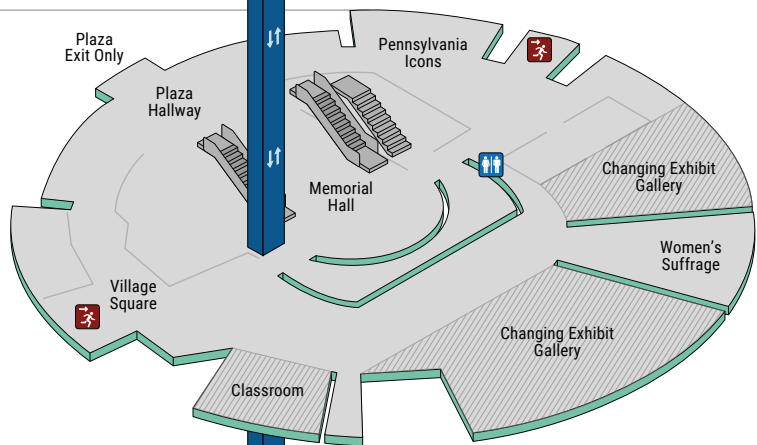 Plaza
Exit Only
Pennsylvania
Icons
Plaza
Hallway
Changing Exhibit
Gallery
Memorial
Hall
Women's
Suffrage
Village
Square
Changing Exhibit
Gallery
Classroom